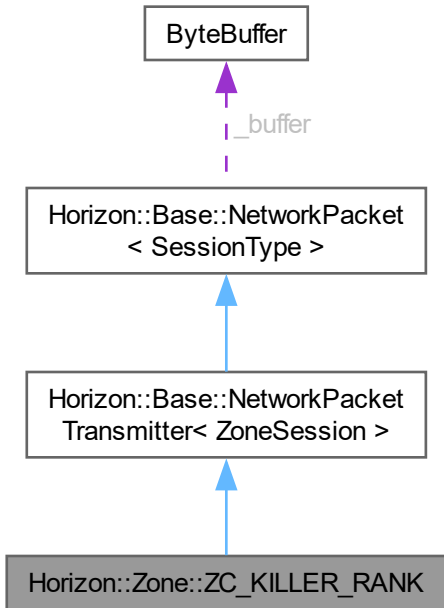 ByteBuffer
_buffer
Horizon::Base::NetworkPacket
< SessionType >
Horizon::Base::NetworkPacket
Transmitter< ZoneSession >
Horizon::Zone::ZC_KILLER_RANK